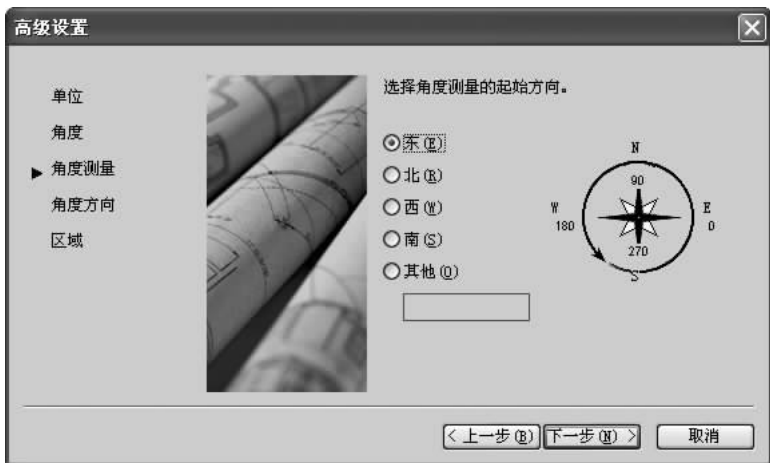 高级设置
单位
角度
角度测量
角度方向
区域
选择角度测量的起始方向。
东(E)
北(R)
西(W)
南(S)
其他(O)
N
90
W
180
E
0
270
S
< 上一步(B)
下一步(N) >
取消